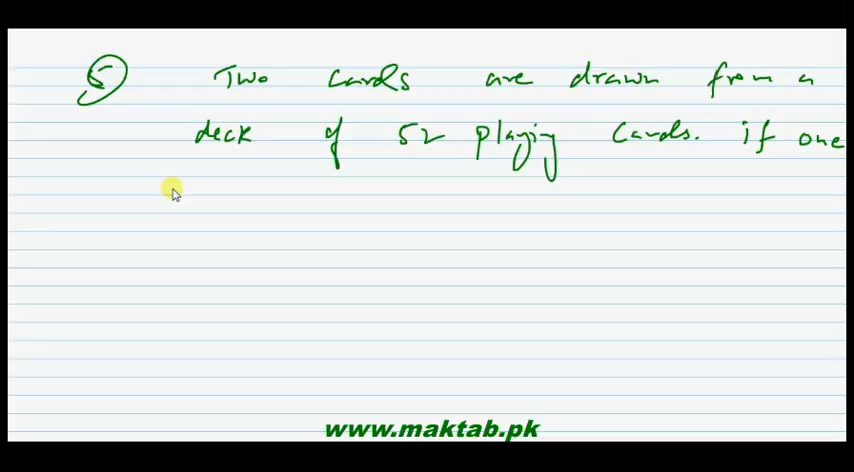 5 Two cards are drawn from a
deck of 52 playing cards. if one
www.maktab.pk